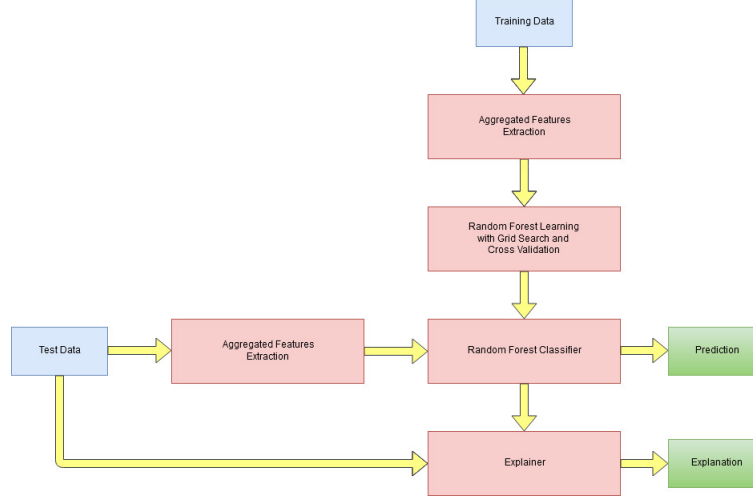 Training Data
Aggregated Features
Extraction
Random Forest Learning
with Grid Search and
Cross Validation
Test Data
Aggregated Features
Extraction
Random Forest Classifier
Prediction
Explainer
Explanation